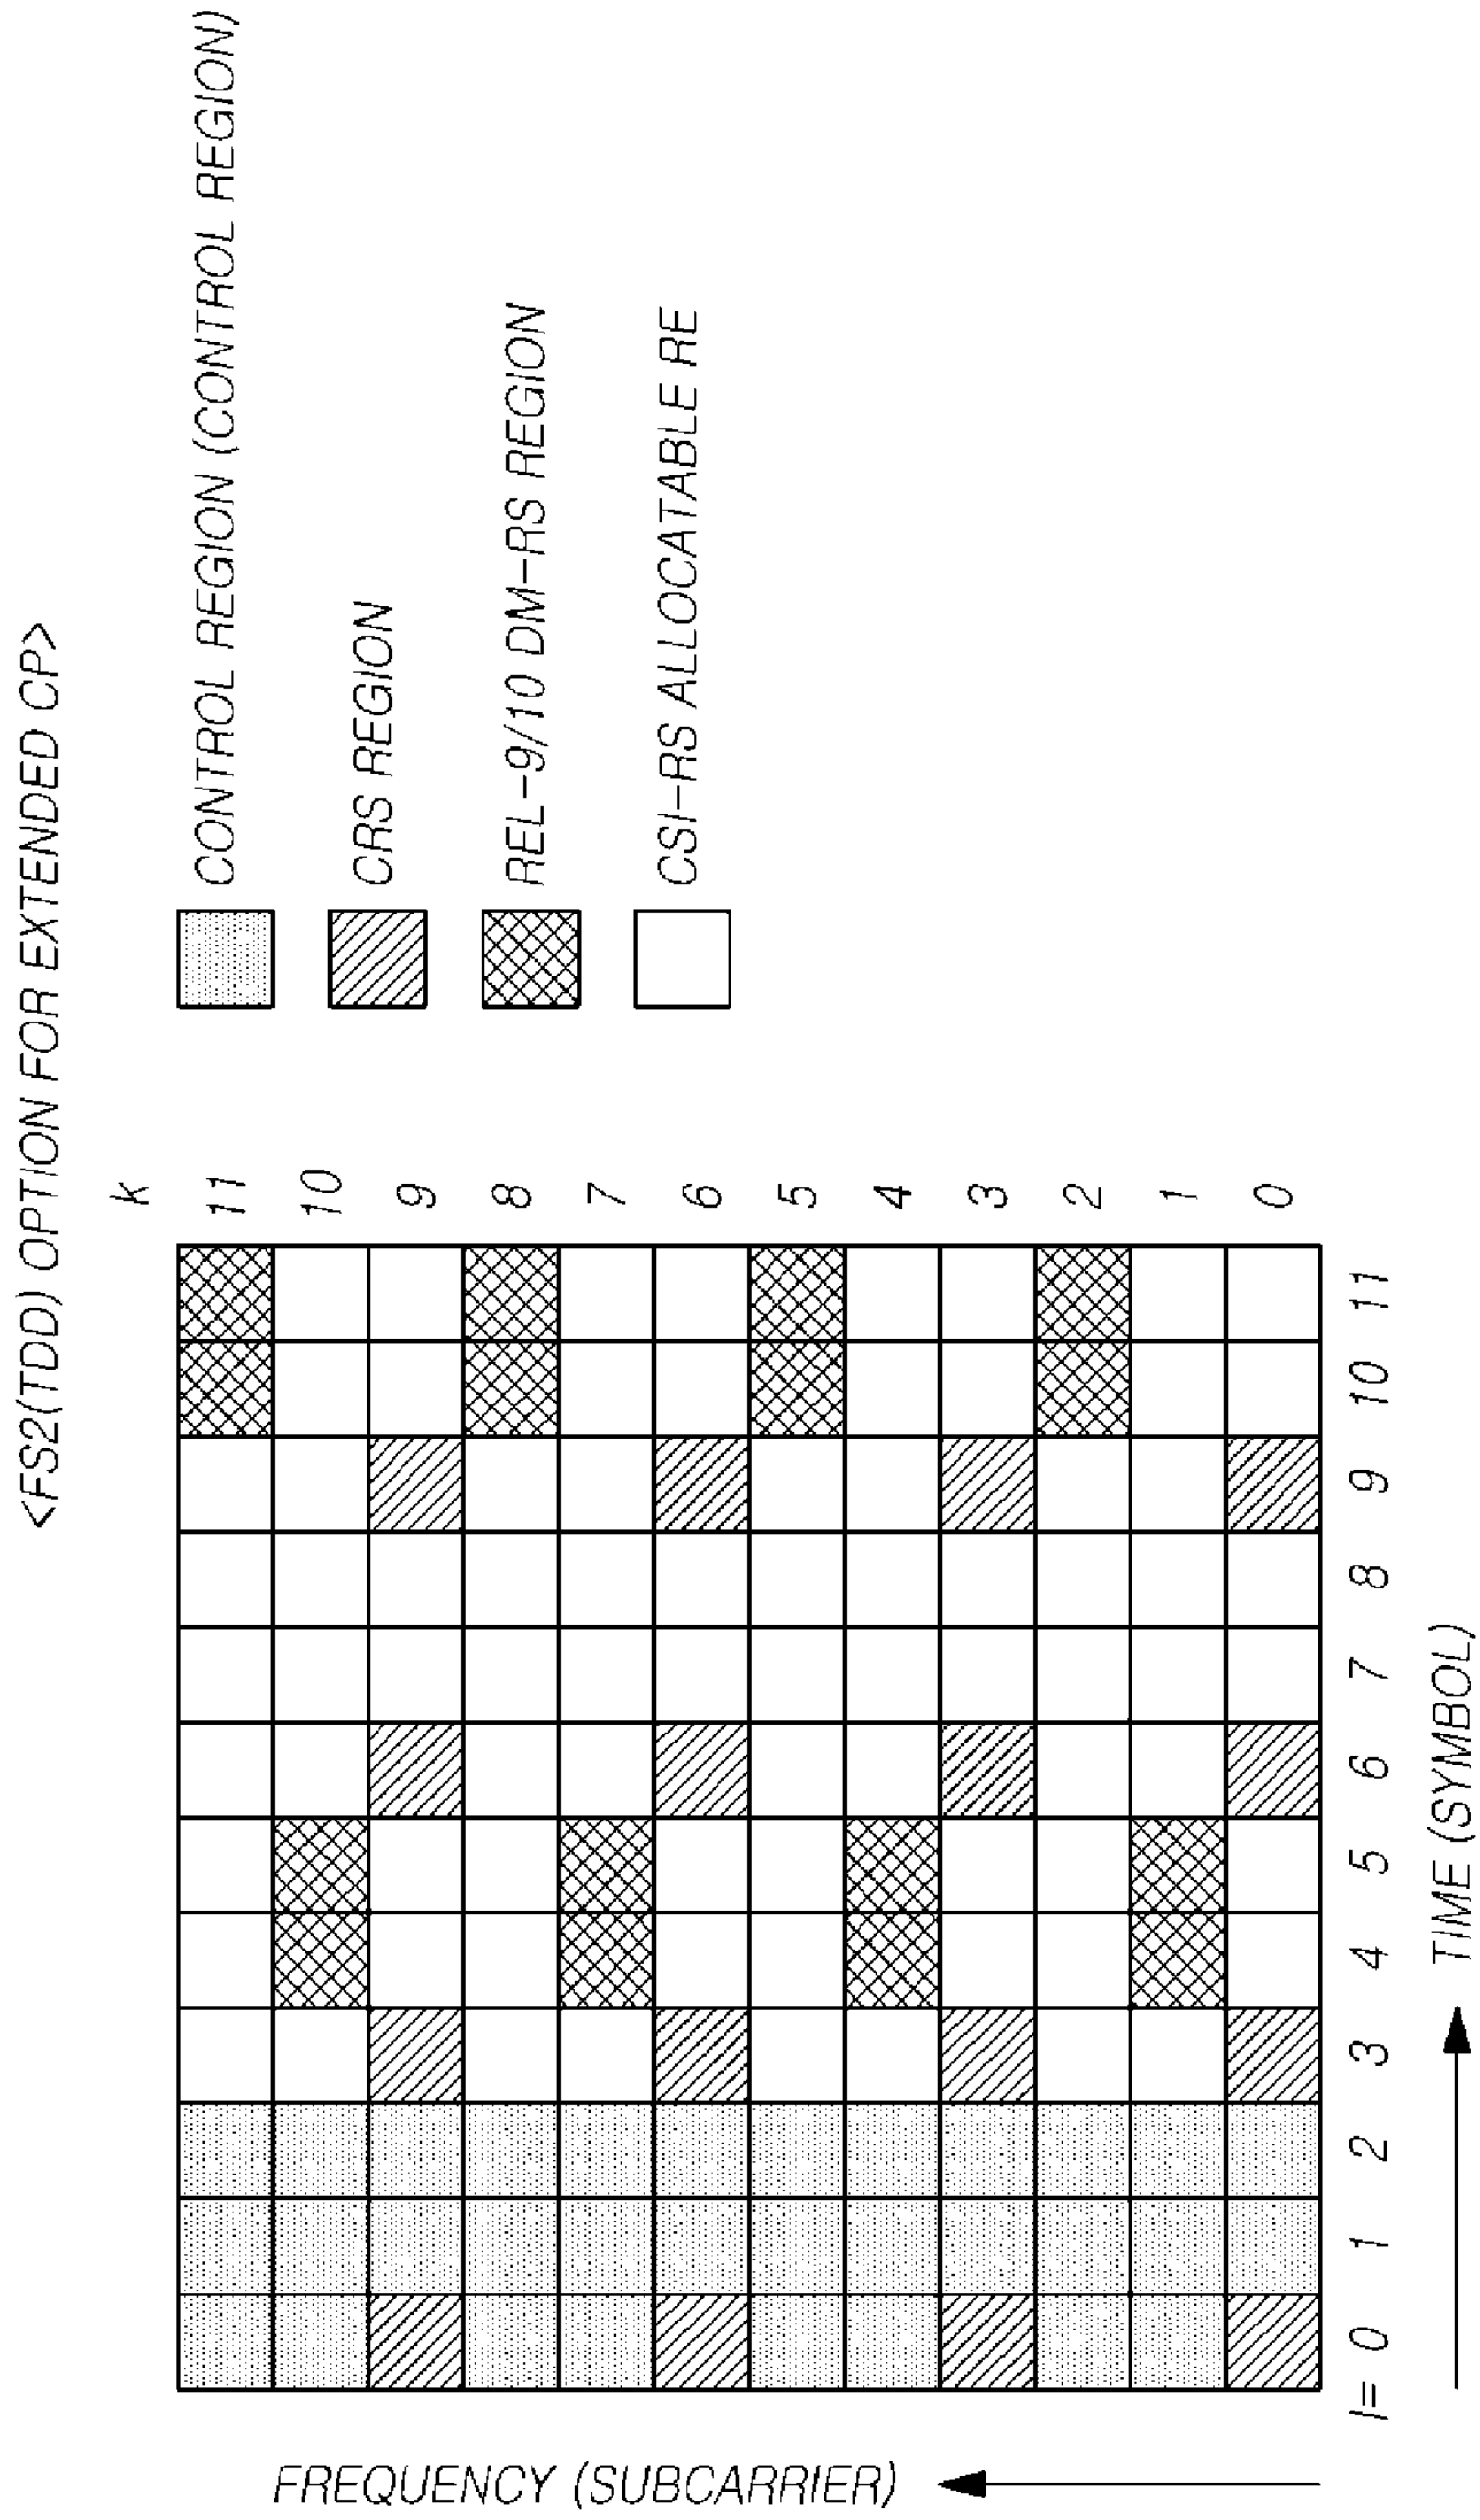 <FS2(TDD) OPTION FOR EXTENDED CP>
k
11
10
9
8
7
6
5
4
3
2
1
0
l= 0 1 2 3 4 5 6 7 8 9 10 11
FREQUENCY (SUBCARRIER)
TIME (SYMBOL)
CONTROL REGION (CONTROL REGION)
CRS REGION
REL-9/10 DM-RS REGION
CSI-RS ALLOCATABLE RE